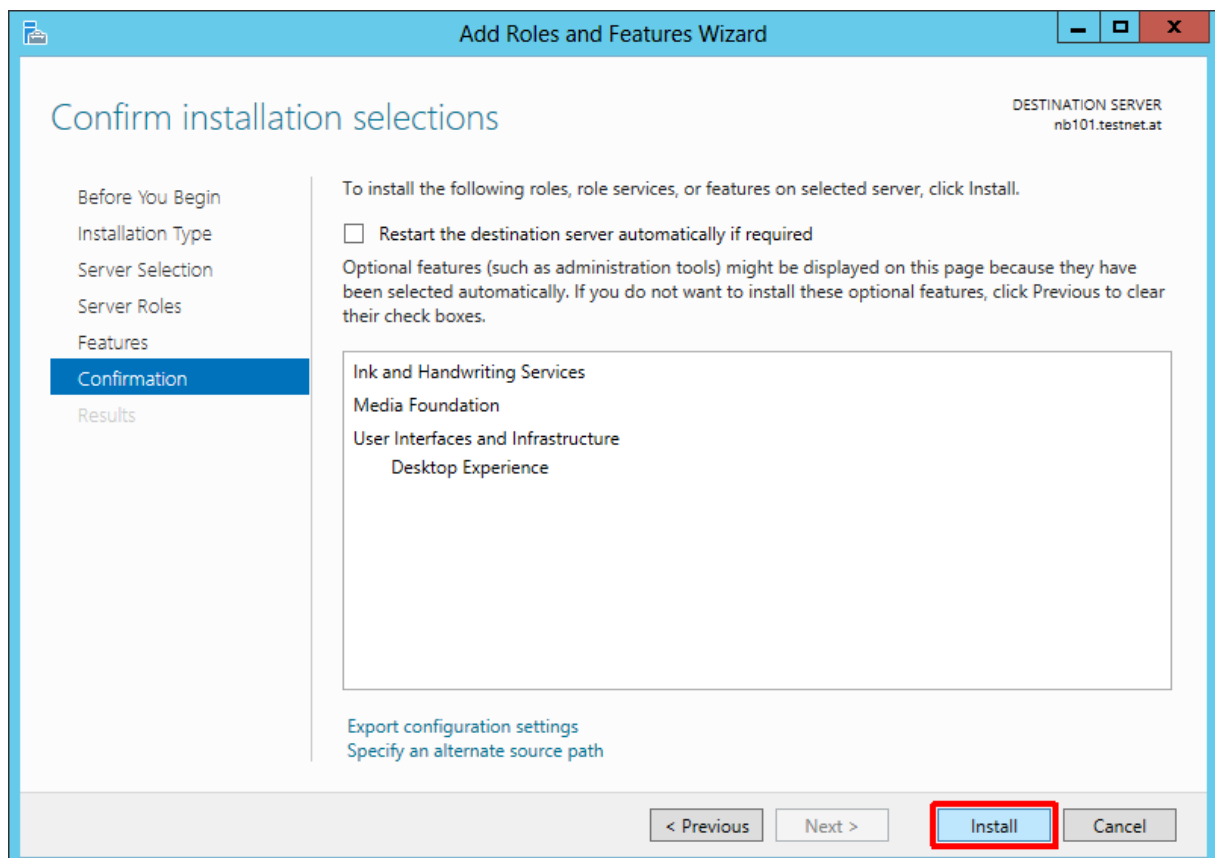 Add Roles and Features Wizard
Confirm installation selections
DESTINATION SERVER
nb101.testnet.at
Before You Begin
Installation Type
Server Selection
Server Roles
Features
Confirmation
Results
To install the following roles, role services, or features on selected server, click Install.
Restart the destination server automatically if required
Optional features (such as administration tools) might be displayed on this page because they have
been selected automatically. If you do not want to install these optional features, click Previous to clear
their check boxes.
Ink and Handwriting Services
Media Foundation
User Interfaces and Infrastructure
Desktop Experience
Export configuration settings
Specify an alternate source path
< Previous
Next >
Install
Cancel